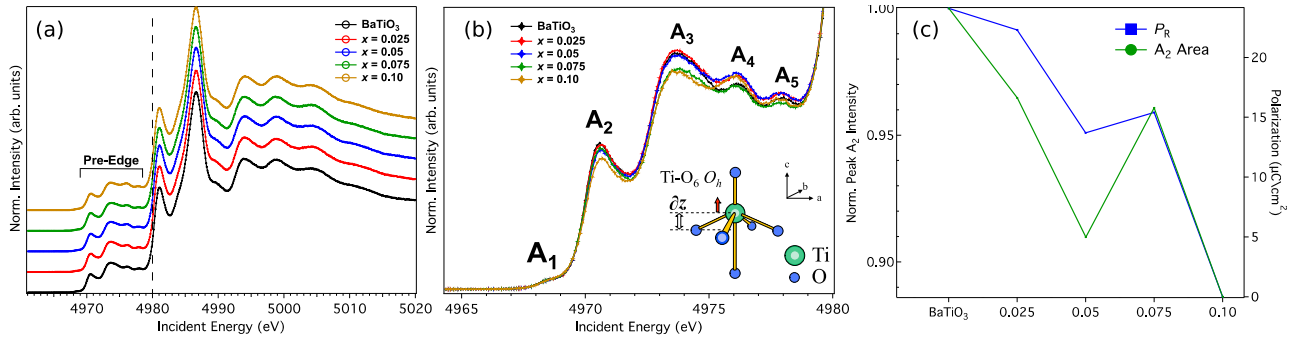 (a)
BaTiO3
x = 0.025
x = 0.05
x = 0.075
x = 0.10
Pre-Edge
Norm. Intensity (arb. units)
4970 4980 4990 5000 5010 5020
Incident Energy (eV)
(b)
BaTiO3
x = 0.025
x = 0.05
x = 0.075
x = 0.10
A1
A2
A3
A4
A5
Ti-O6 Oh
∂z
c
b
a
Ti
O
Norm. Intensity (arb. units)
4965 4970 4975 4980
Incident Energy (eV)
(c)
PR
A2 Area
1.00
0.95
0.90
Norm. Peak A2 Intensity
20
15
10
5
0
Polarization (μC\cm2)
BaTiO3 0.025 0.05 0.075 0.10